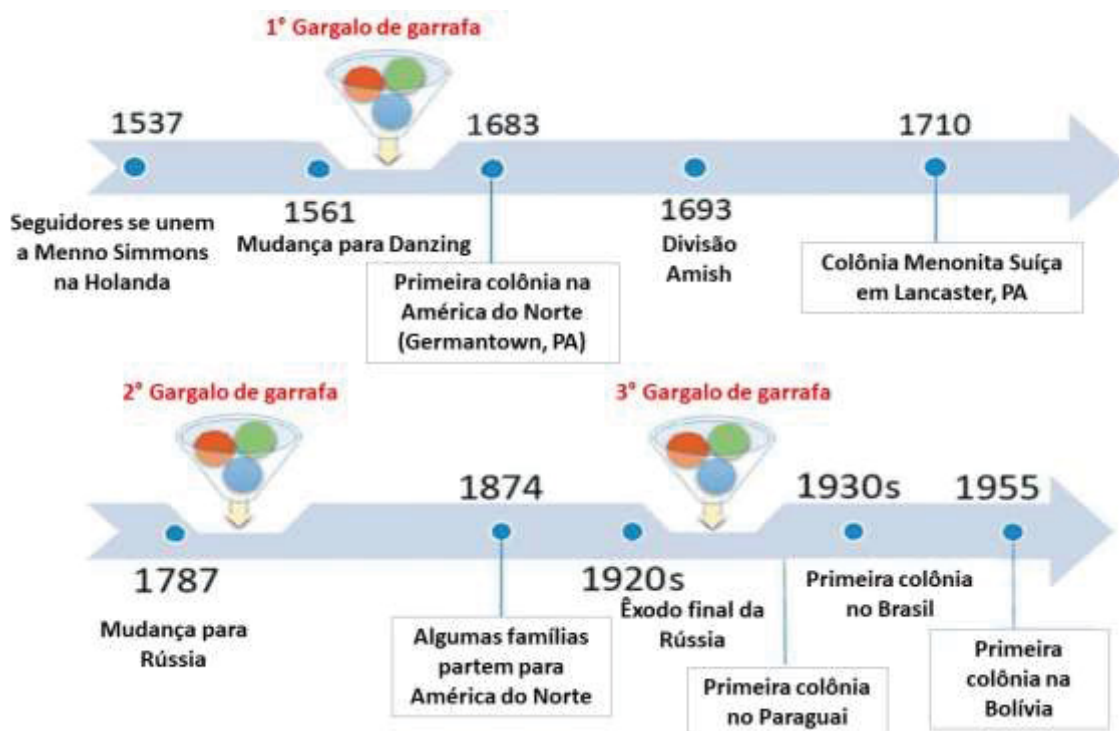 1° Gargalo de garrafa
1537
1683
1710
Seguidores se unem
a Menno Simmons
na Holanda
1561
Mudança para Danzing
Primeira colônia na
América do Norte
(Germantown, PA)
1693
Divisão
Amish
Colônia Menonita Suíça
em Lancaster, PA
2° Gargalo de garrafa
3° Gargalo de garrafa
1874
1930s
1955
1787
Mudança para
Rússia
Algumas famílias
partem para
América do Norte
1920s
Êxodo final da
Rússia
Primeira colônia
no Paraguai
Primeira colônia
no Brasil
Primeira
colônia na
Bolívia